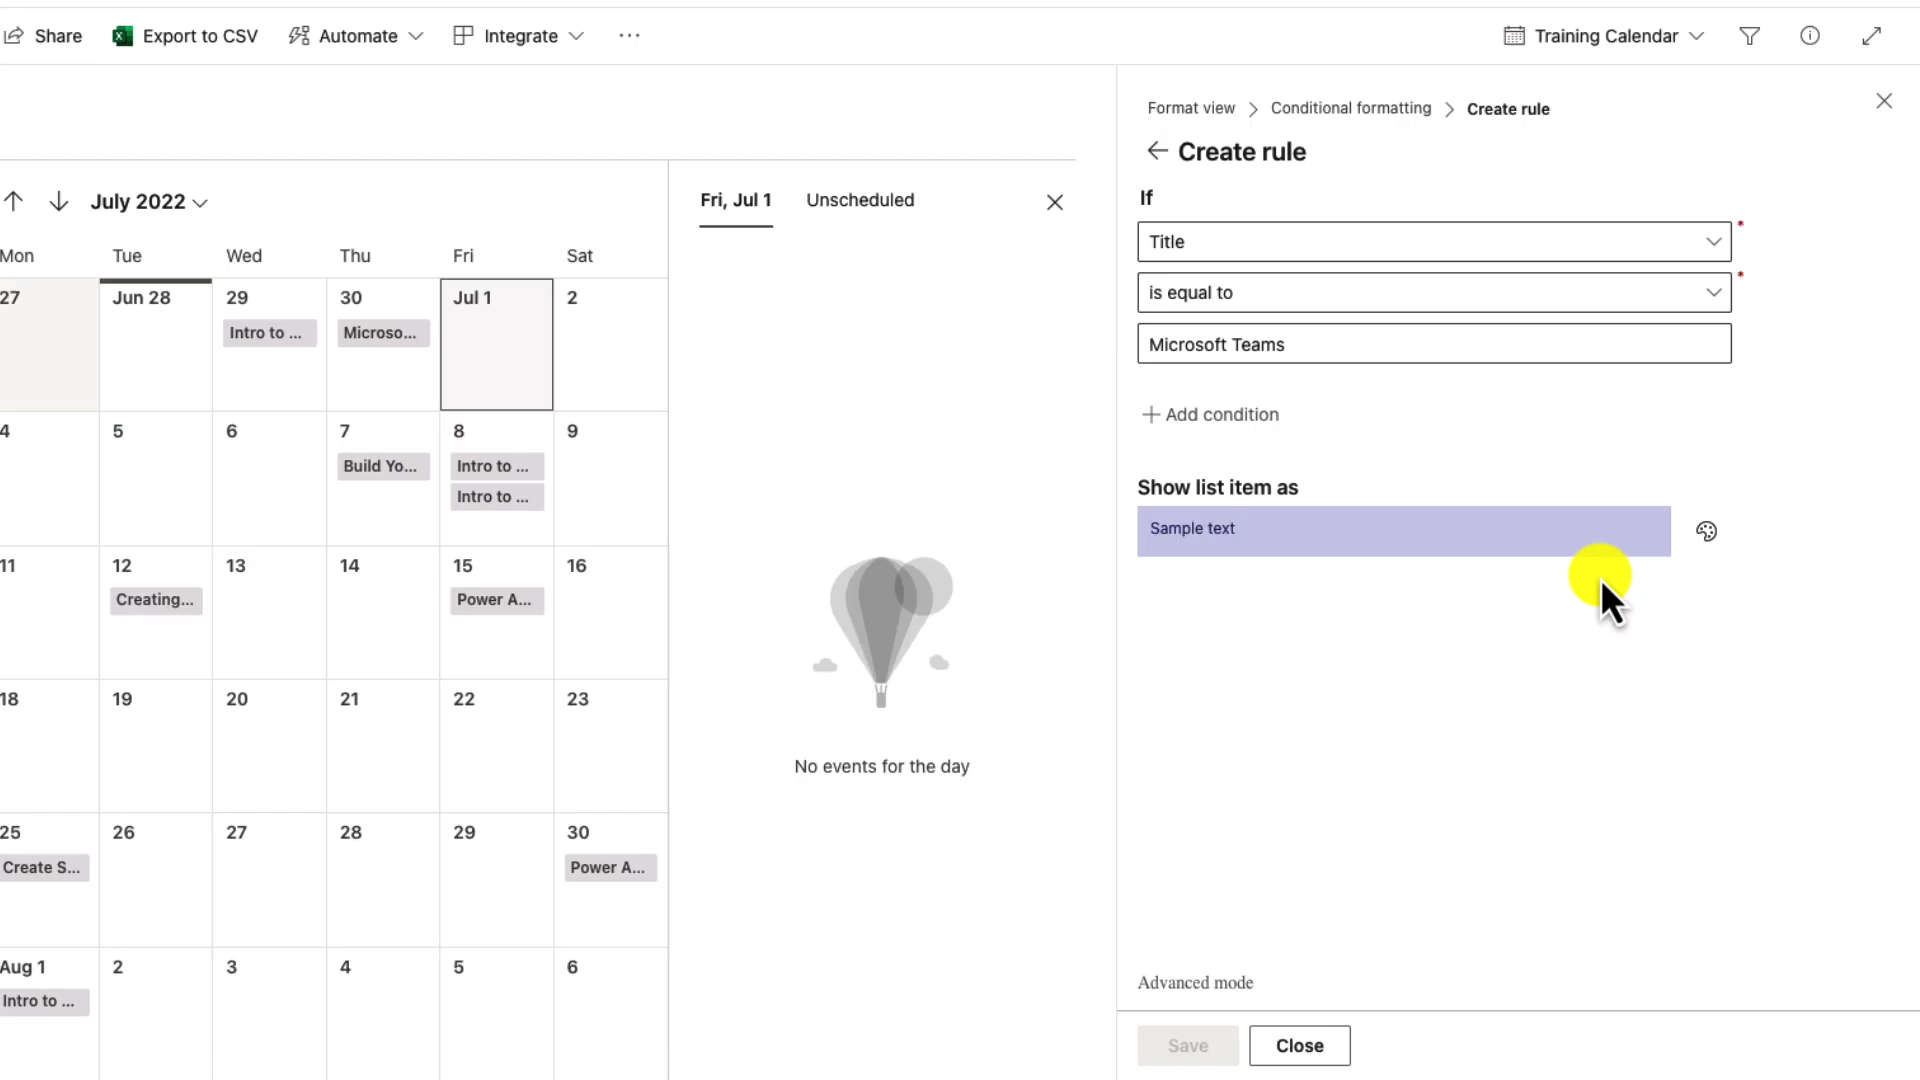 Share Export to CSV Automate Integrate ... Training Calendar
Format view > Conditional formatting > Create rule
Create rule
If
Title *
is equal to *
Microsoft Teams
+ Add condition
Show list item as
Sample text
Advanced mode
Save Close
July 2022
Mon Tue Wed Thu Fri Sat
27 Jun 28 29 30 Jul 1 2
Intro to ... Microso...
4 5 6 7 8 9
Build Yo... Intro to ...
Intro to ...
11 12 13 14 15 16
Creating... Power A...
18 19 20 21 22 23
25 26 27 28 29 30
Create S... Power A...
Aug 1 2 3 4 5 6
Intro to ...
Fri, Jul 1 Unscheduled
No events for the day